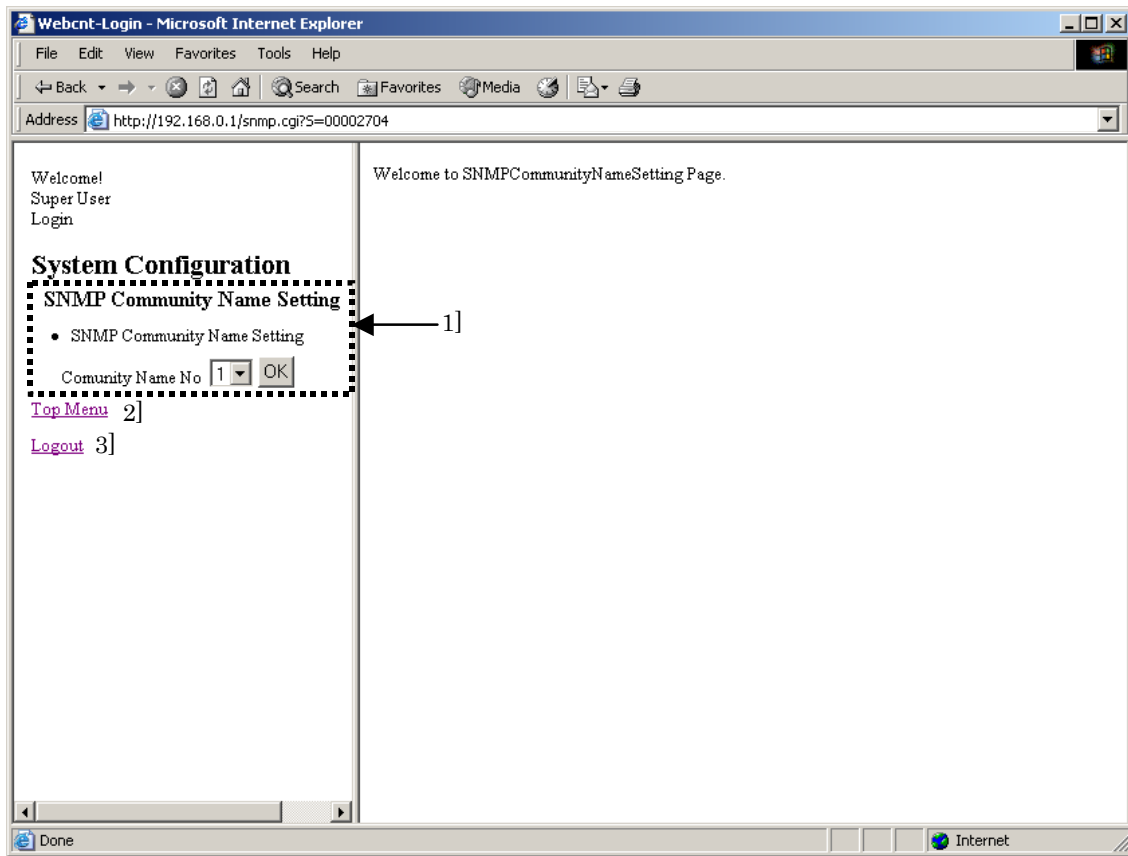 Webcnt-Login - Microsoft Internet Explorer
File Edit View Favorites Tools Help
Back Search Favorites Media
Address http://192.168.0.1/snmp.cgi?S=00002704
Welcome!
Super User
Login
System Configuration
SNMP Community Name Setting
SNMP Community Name Setting
Comunity Name No 1 OK
Top Menu 2]
Logout 3]
1]
Welcome to SNMPCommunityNameSetting Page.
Done Internet